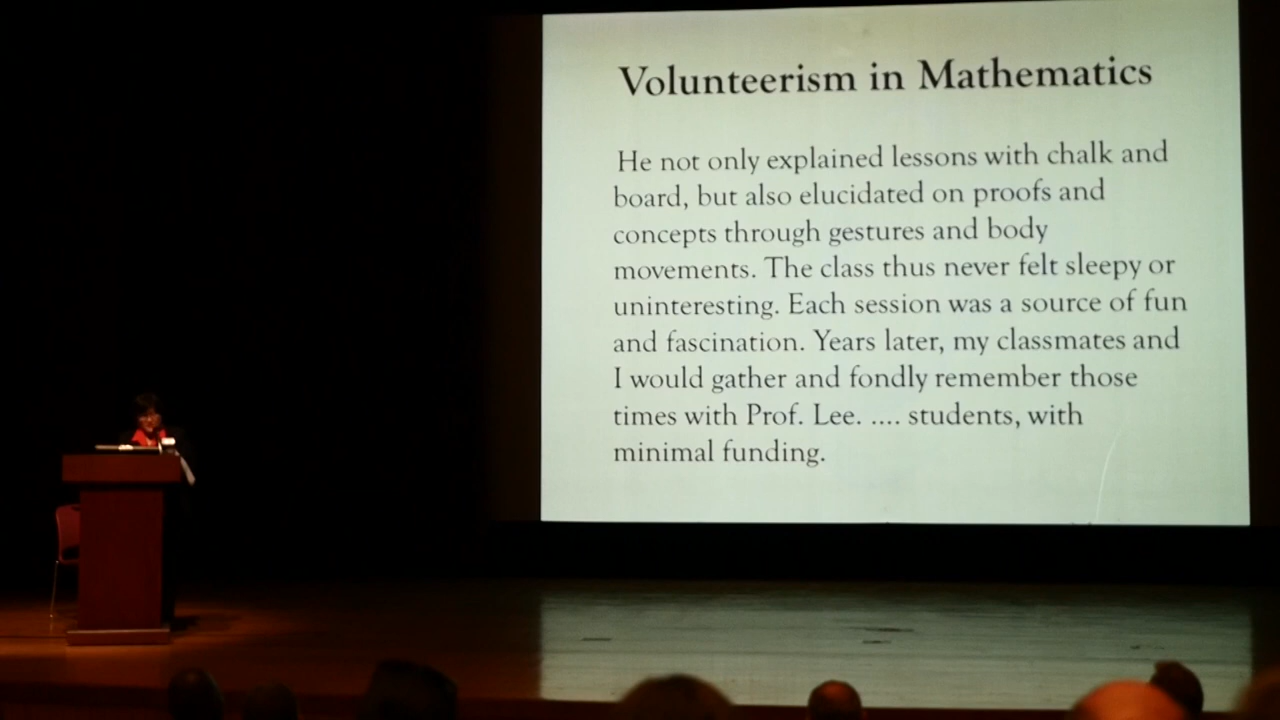 Volunteerism in Mathematics
He not only explained lessons with chalk and
board, but also elucidated on proofs and
concepts through gestures and body
movements. The class thus never felt sleepy or
uninteresting. Each session was a source of fun
and fascination. Years later, my classmates and
I would gather and fondly remember those
times with Prof. Lee. .... students, with
minimal funding.